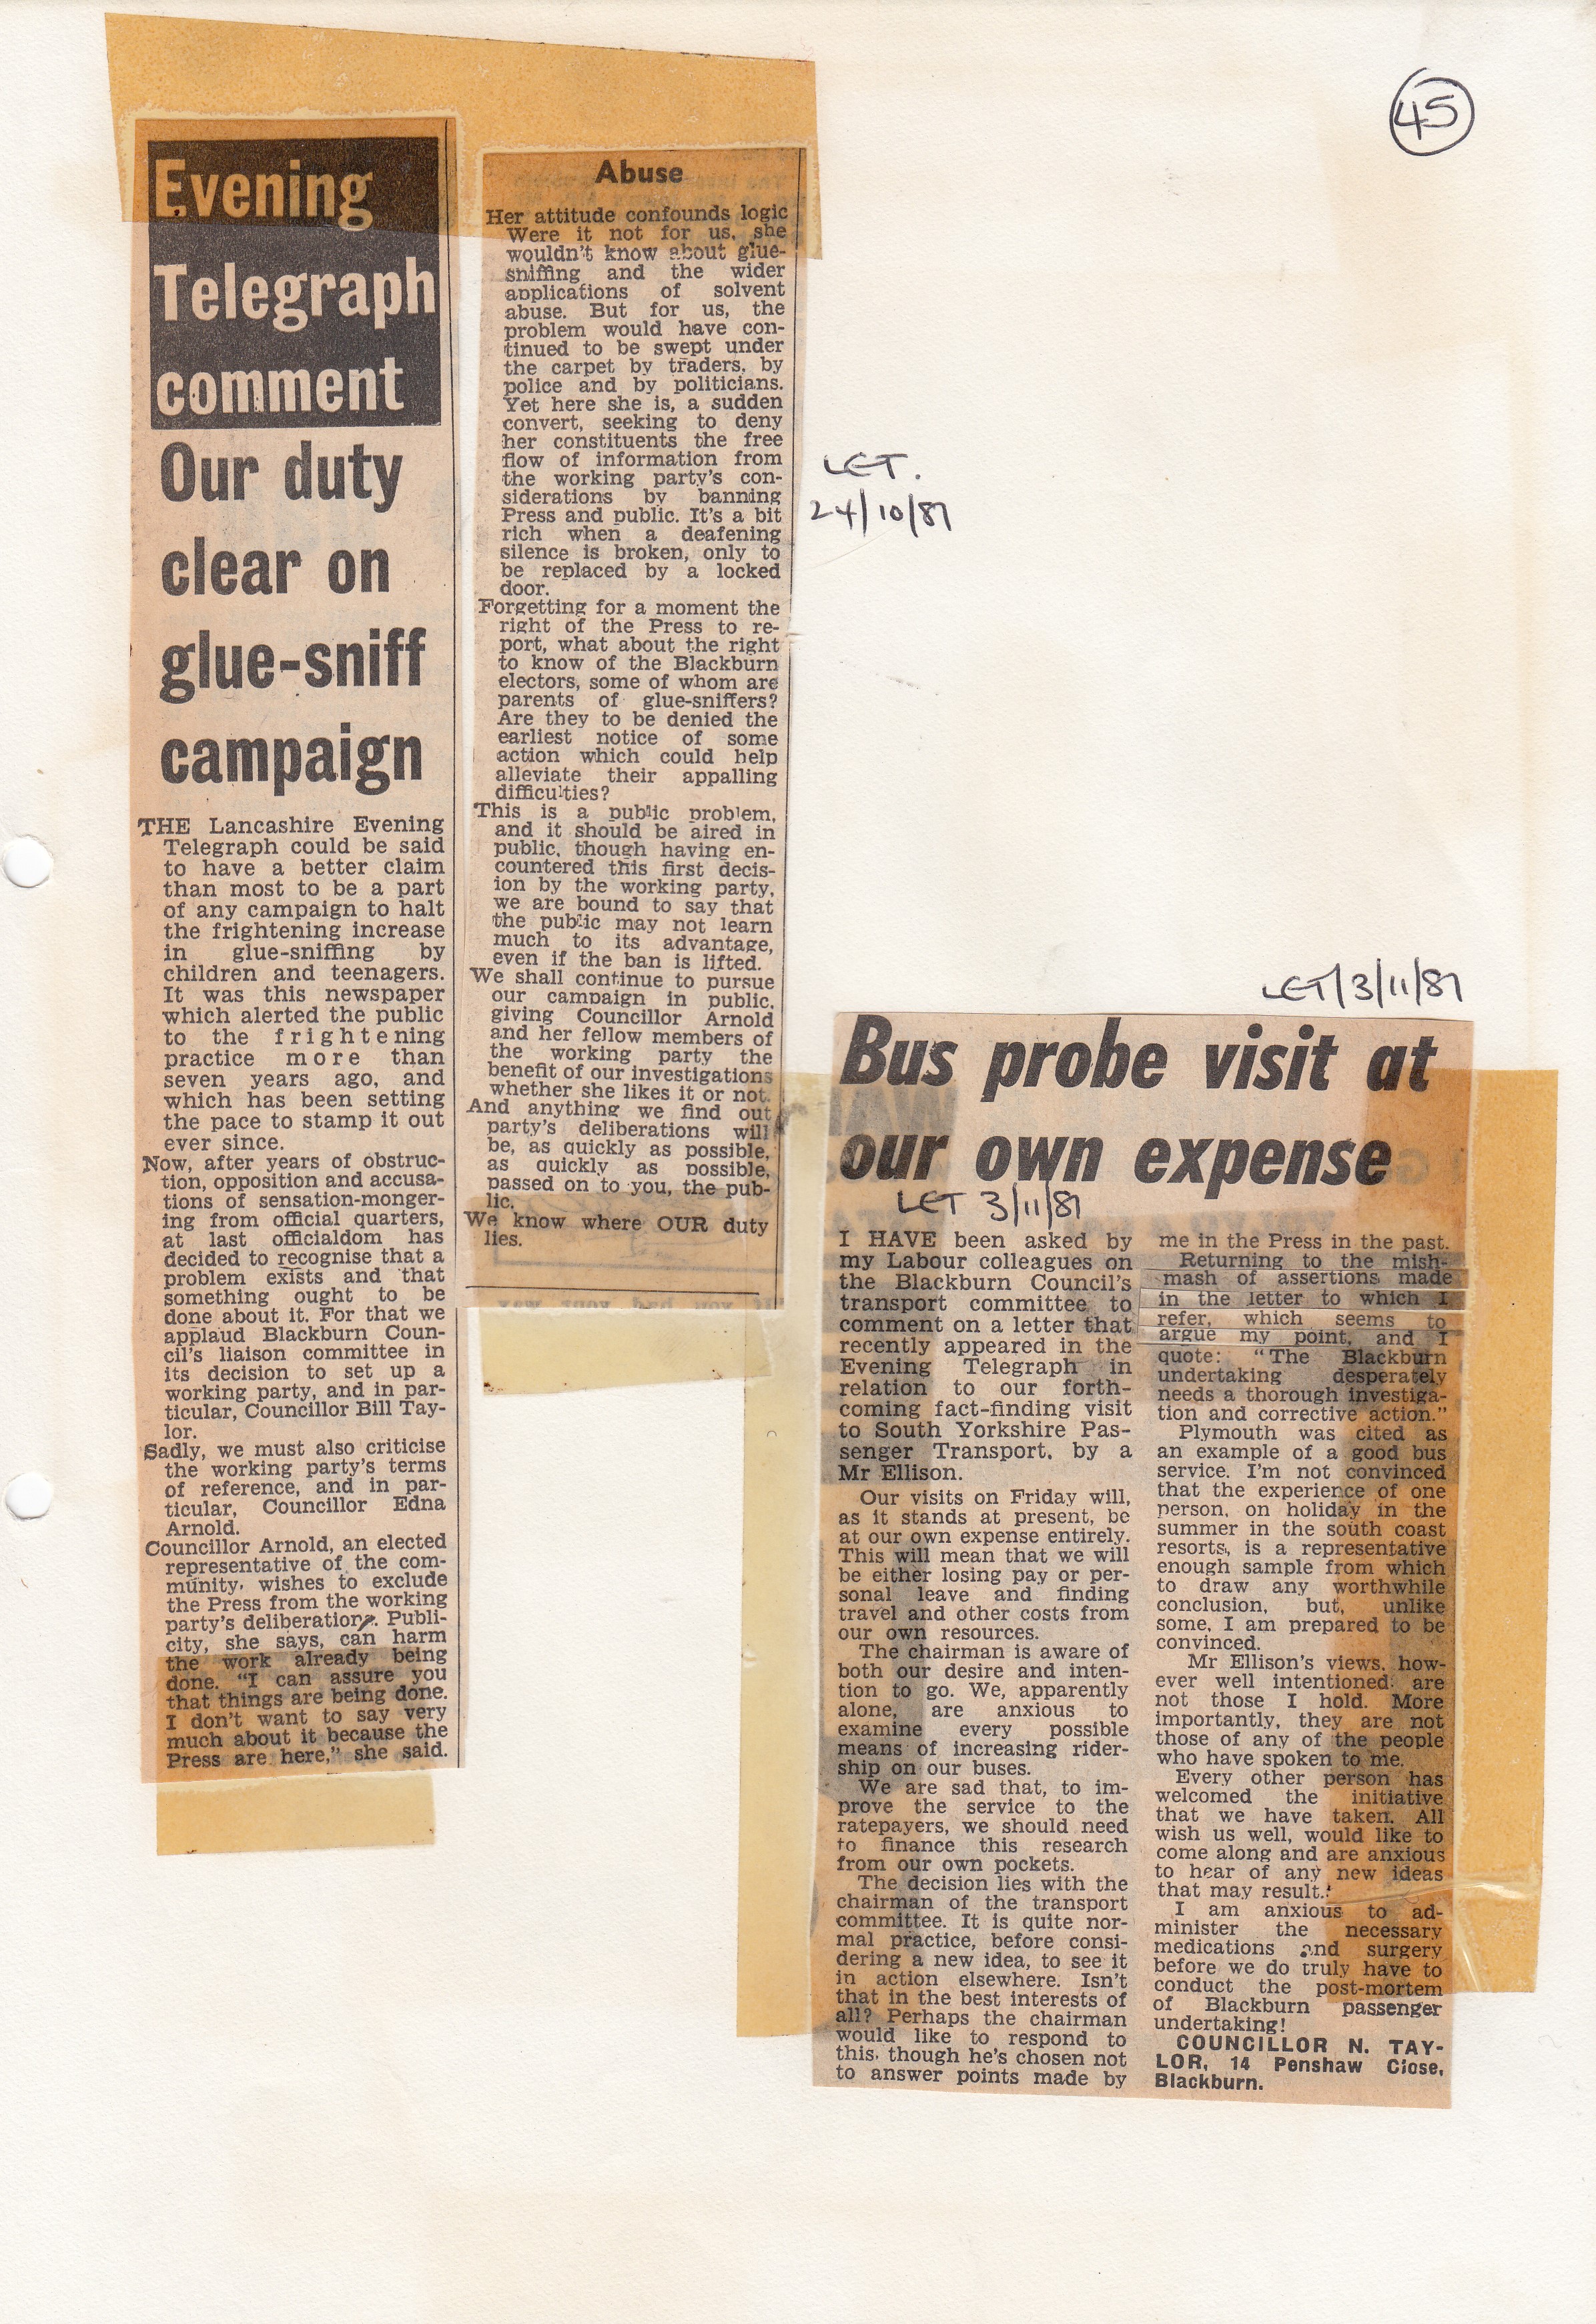 45
Evening
Telegraph
comment
Our duty
clear on
glue-sniff
campaign
THE Lancashire Evening
Telegraph could be said
to have a better claim
than most to be a part
of any campaign to halt
the frightening increase
in glue-sniffing by
children and teenagers.
It was this newspaper
which alerted the public
to the frightening
practice more than
seven years ago, and
which has been setting
the pace to stamp it out
ever since.
Now, after years of obstruc-
tion, opposition and accusa-
tions of sensation-monger-
ing from official quarters,
at last officialdom has
decided to recognise that a
problem exists and that
something ought to be
done about it. For that we
applaud Blackburn Coun-
cil's liaison committee in
its decision to set up a
working party, and in par-
ticular, Councillor Bill Tay-
lor.
Sadly, we must also criticise
the working party's terms
of reference, and in par-
ticular, Councillor Edna
Arnold.
Councillor Arnold, an elected
representative of the com-
munity, wishes to exclude
the Press from the working
party's deliberations. Publi-
city, she says, can harm
the work already being
done. "I can assure you
that things are being done.
I don't want to say very
much about it because the
Press are here," she said.
Abuse
Her attitude confounds logic
Were it not for us, she
wouldn't know about glue-
sniffing and the wider
applications of solvent
abuse. But for us, the
problem would have con-
tinued to be swept under
the carpet by traders, by
police and by politicians.
Yet here she is, a sudden
convert, seeking to deny
her constituents the free
flow of information from
the working party's con-
siderations by banning
Press and public. It's a bit
rich when a deafening
silence is broken, only to
be replaced by a locked
door.
Forgetting for a moment the
right of the Press to re-
port, what about the right
to know of the Blackburn
electors, some of whom are
parents of glue-sniffers?
Are they to be denied the
earliest notice of some
action which could help
alleviate their appalling
difficulties?
This is a public problem,
and it should be aired in
public, though having en-
countered this first decis-
ion by the working party,
we are bound to say that
the public may not learn
much to its advantage,
even if the ban is lifted.
We shall continue to pursue
our campaign in public,
giving Councillor Arnold
and her fellow members of
the working party the
benefit of our investigations
whether she likes it or not.
And anything we find out
party's deliberations will
be, as quickly as possible,
as quickly as possible,
passed on to you, the pub-
lic.
We know where OUR duty
lies.
LET.
24/10/81
LET/3/11/81
Bus probe visit at
our own expense
LET 3/11/81
I HAVE been asked by
my Labour colleagues on
the Blackburn Council's
transport committee to
comment on a letter that
recently appeared in the
Evening Telegraph in
relation to our forth-
coming fact-finding visit
to South Yorkshire Pas-
senger Transport, by a
Mr Ellison.
Our visits on Friday will,
as it stands at present, be
at our own expense entirely.
This will mean that we will
be either losing pay or per-
sonal leave and finding
travel and other costs from
our own resources.
The chairman is aware of
both our desire and inten-
tion to go. We, apparently
alone, are anxious to
examine every possible
means of increasing rider-
ship on our buses.
We are sad that, to im-
prove the service to the
ratepayers, we should need
to finance this research
from our own pockets.
The decision lies with the
chairman of the transport
committee. It is quite nor-
mal practice, before consi-
dering a new idea, to see it
in action elsewhere. Isn't
that in the best interests of
all? Perhaps the chairman
would like to respond to
this, though he's chosen not
to answer points made by
me in the Press in the past.
Returning to the mish-
mash of assertions made
in the letter to which I
refer, which seems to
argue my point, and I
quote: "The Blackburn
undertaking desperately
needs a thorough investiga-
tion and corrective action."
Plymouth was cited as
an example of a good bus
service. I'm not convinced
that the experience of one
person, on holiday in the
summer in the south coast
resorts, is a representative
enough sample from which
to draw any worthwhile
conclusion, but, unlike
some, I am prepared to be
convinced.
Mr Ellison's views, how-
ever well intentioned, are
not those I hold. More
importantly, they are not
those of any of the people
who have spoken to me.
Every other person has
welcomed the initiative
that we have taken. All
wish us well, would like to
come along and are anxious
to hear of any new ideas
that may result.
I am anxious to ad-
minister the necessary
medications and surgery
before we do truly have to
conduct the post-mortem
of Blackburn passenger
undertaking!
COUNCILLOR N. TAY-
LOR, 14 Penshaw Close,
Blackburn.